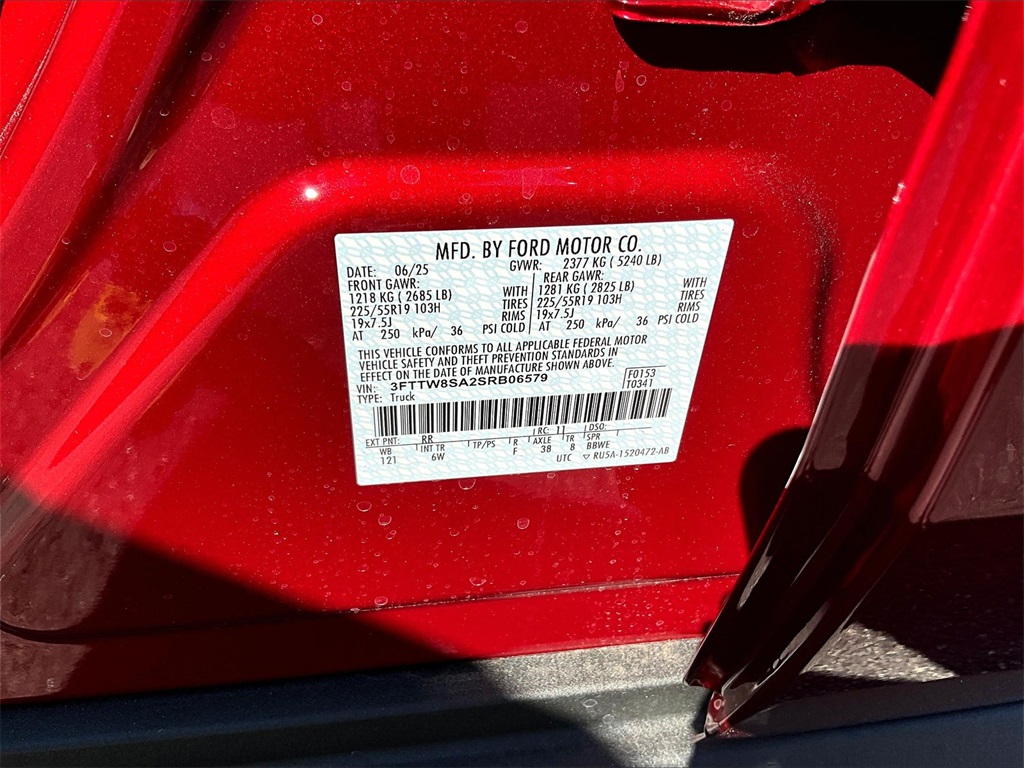 MFD. BY FORD MOTOR CO.
DATE: 06/25 GVWR: 2377 KG ( 5240 LB)
FRONT GAWR: REAR GAWR:
1218 KG ( 2685 LB) WITH 1281 KG ( 2825 LB) WITH
225/55R19 103H TIRES 225/55R19 103H TIRES
19x7.5J RIMS 19x7.5J RIMS
AT 250 kPa/ 36 PSI COLD AT 250 kPa/ 36 PSI COLD
THIS VEHICLE CONFORMS TO ALL APPLICABLE FEDERAL MOTOR
VEHICLE SAFETY AND THEFT PREVENTION STANDARDS IN
EFFECT ON THE DATE OF MANUFACTURE SHOWN ABOVE.
VIN: 3FTTW8SA2SRB06579 F0153
TYPE: Truck T0341
EXT PNT: RR RC: 11 DSO:
WB INT TR TP/PS R AXLE TR SPR
121 6W F 38 8 BBWE
UTC ▽ RU5A-1520472-AB